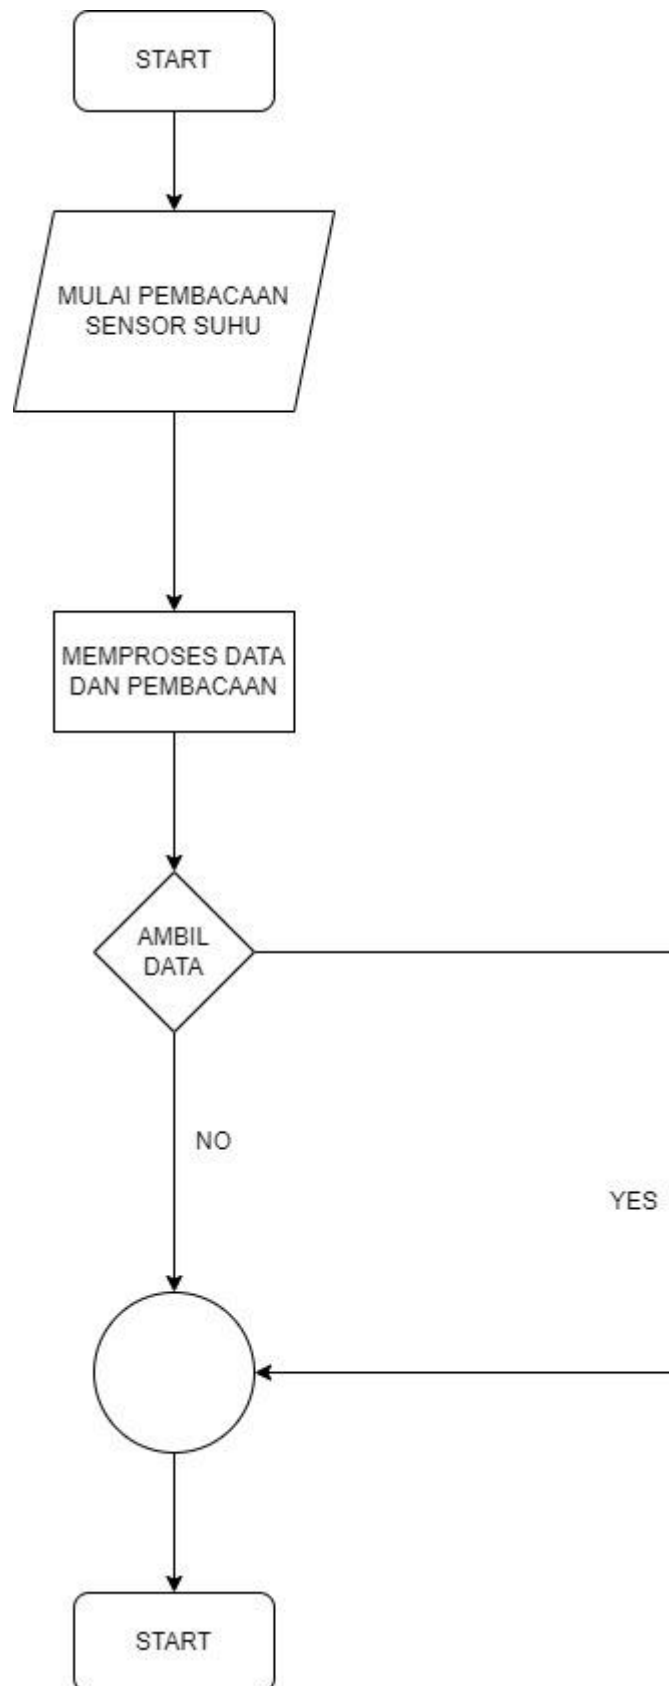 START
MULAI PEMBACAAN
SENSOR SUHU
MEMPROSES DATA
DAN PEMBACAAN
AMBIL
DATA
NO
YES
START